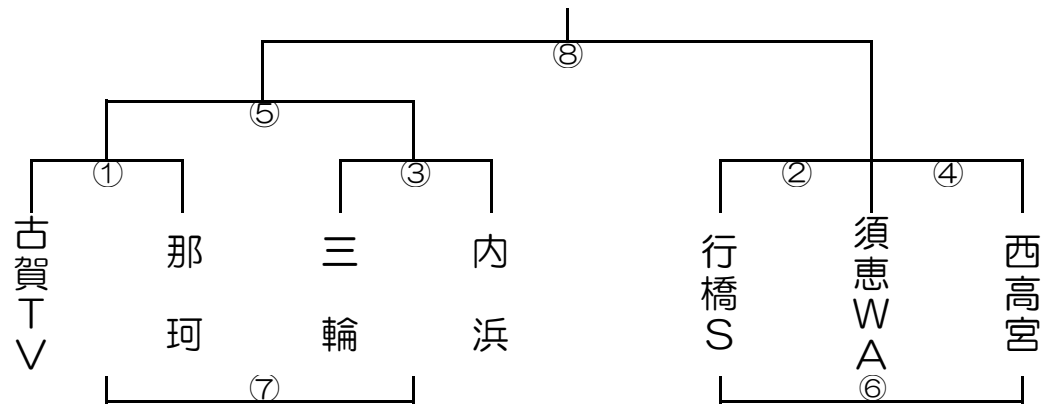 ⑧
⑤
① ③ ② ④
古賀TV
那珂
三輪
内浜
行橋S
須恵WA
西高宮
⑦ ⑥